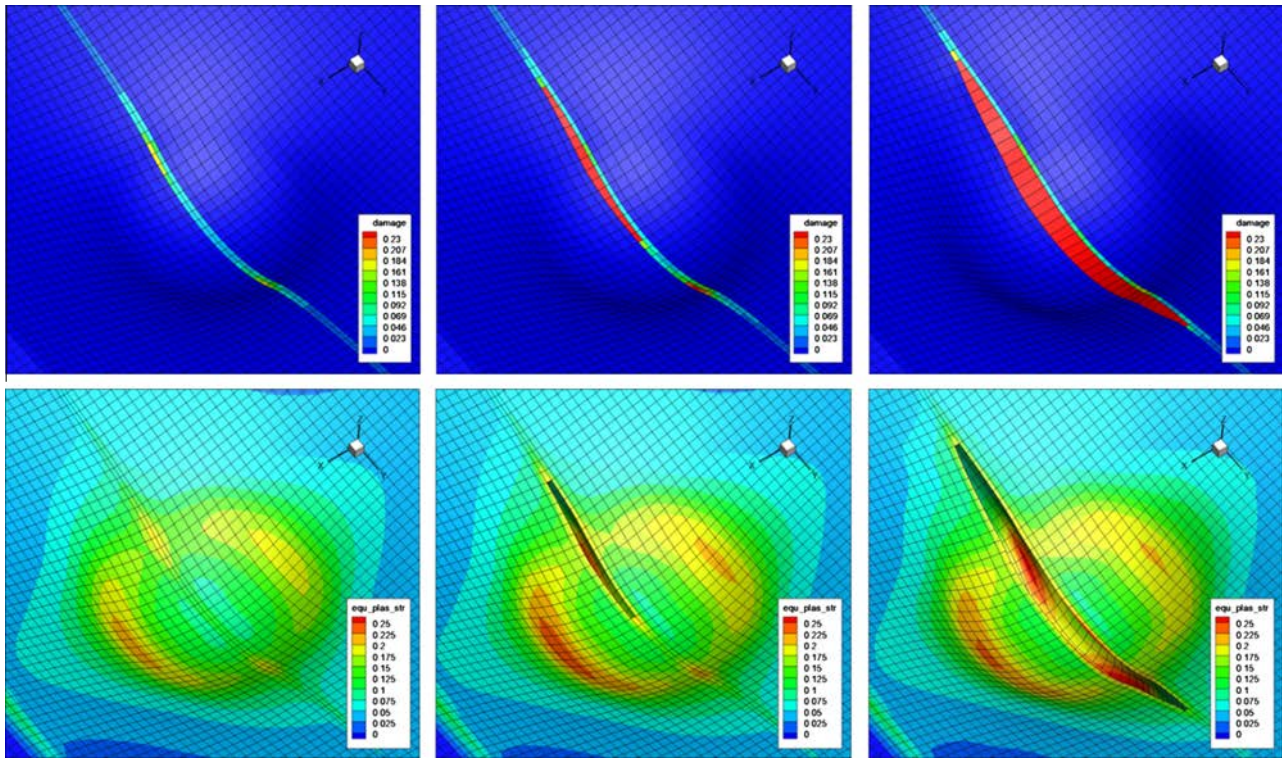 Z
X
Y
damage
0 23
0 207
0 184
0 161
0 138
0 115
0 092
0 069
0 046
0 023
0
Z
X
Y
damage
0 23
0 207
0 184
0 161
0 138
0 115
0 092
0 069
0 046
0 023
0
Z
X
Y
damage
0 23
0 207
0 184
0 161
0 138
0 115
0 092
0 069
0 046
0 023
0
Z
X
Y
equ_plas_str
0 25
0 225
0 2
0 175
0 15
0 125
0 1
0 075
0 05
0 025
Z
X
Y
equ_plas_str
0 25
0 225
0 2
0 175
0 15
0 125
0 1
0 075
0 05
0 025
Z
X
Y
equ_plas_str
0 25
0 225
0 2
0 175
0 15
0 125
0 1
0 075
0 05
0 025